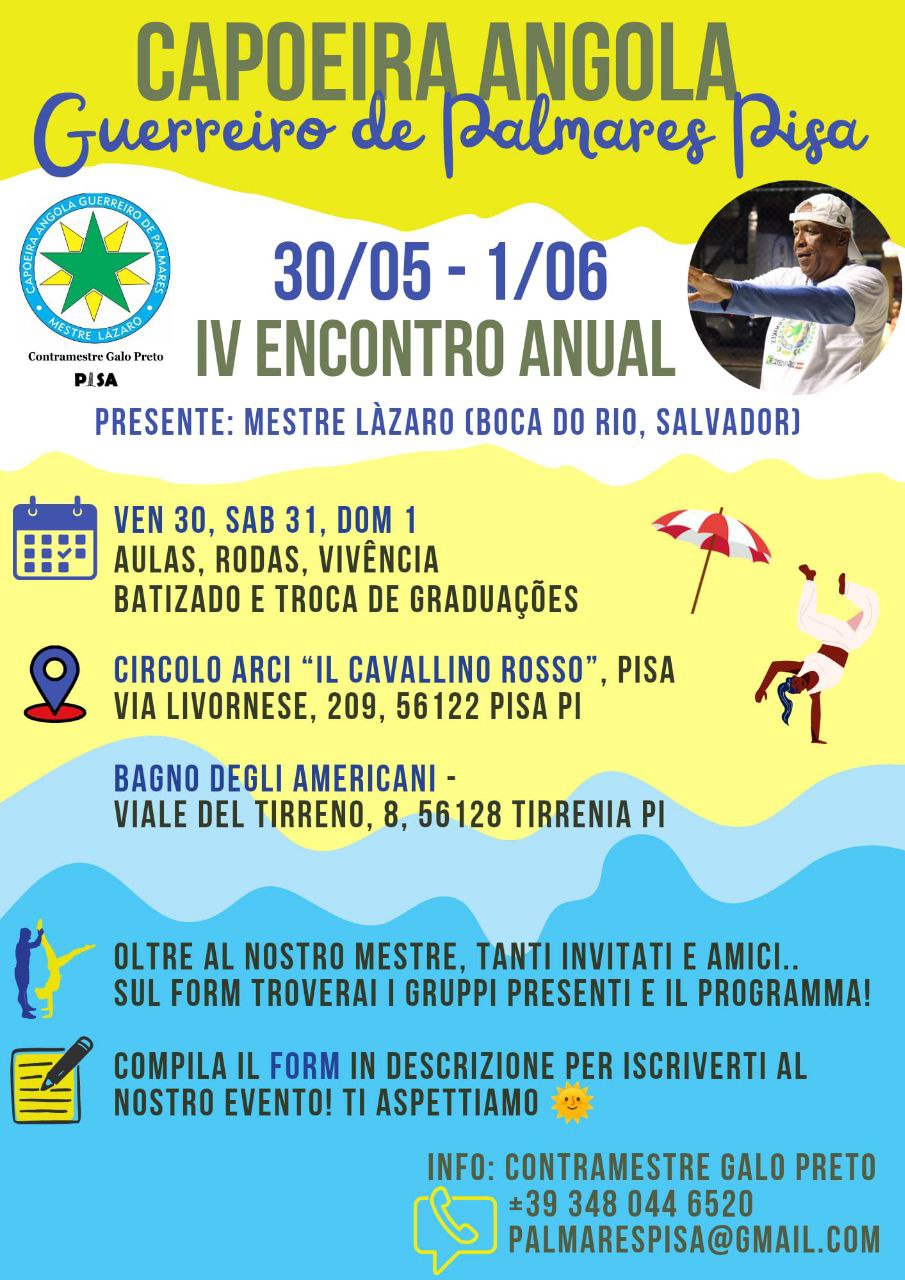 CAPOEIRA ANGOLA
Guerreiro de Palmares Pisa
CAPOEIRA ANGOLA GUERREIRO DE PALMARES
• MESTRE LÁZARO •
Contramestre Galo Preto
PISA
30/05 - 1/06
IV ENCONTRO ANUAL
PRESENTE: MESTRE LÀZARO (BOCA DO RIO, SALVADOR)
VEN 30, SAB 31, DOM 1
AULAS, RODAS, VIVÊNCIA
BATIZADO E TROCA DE GRADUAÇÕES
CIRCOLO ARCI “IL CAVALLINO ROSSO”, PISA
VIA LIVORNESE, 209, 56122 PISA PI
BAGNO DEGLI AMERICANI -
VIALE DEL TIRRENO, 8, 56128 TIRRENIA PI
OLTRE AL NOSTRO MESTRE, TANTI INVITATI E AMICI..
SUL FORM TROVERAI I GRUPPI PRESENTI E IL PROGRAMMA!
COMPILA IL FORM IN DESCRIZIONE PER ISCRIVERTI AL
NOSTRO EVENTO! TI ASPETTIAMO 🌞
INFO: CONTRAMESTRE GALO PRETO
±39 348 044 6520
PALMARESPISA@GMAIL.COM